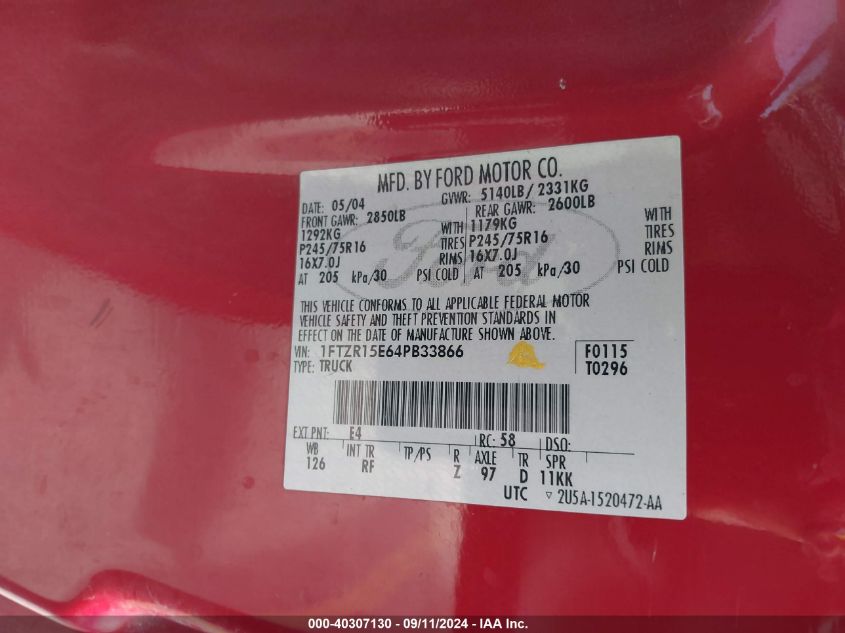 MFD. BY FORD MOTOR CO.
DATE: 05/04 GVWR: 5140LB / 2331KG
FRONT GAWR: 2850LB REAR GAWR: 2600LB
1292KG WITH 1179KG WITH
P245/75R16 TIRES P245/75R16 TIRES
16X7.0J RIMS 16X7.0J RIMS
AT 205 kPa/30 PSI COLD AT 205 kPa/30 PSI COLD
Ford
THIS VEHICLE CONFORMS TO ALL APPLICABLE FEDERAL MOTOR
VEHICLE SAFETY AND THEFT PREVENTION STANDARDS IN
EFFECT ON THE DATE OF MANUFACTURE SHOWN ABOVE.
VIN: 1FTZR15E64PB33866 F0115
TYPE: TRUCK T0296
EXT PNT: E4 RC: 58 DSO:
WB INT TR TP/PS R AXLE TR SPR
126 RF Z 97 D 11KK
UTC ▽ 2U5A-1520472-AA
000-40307130 - 09/11/2024 - IAA Inc.